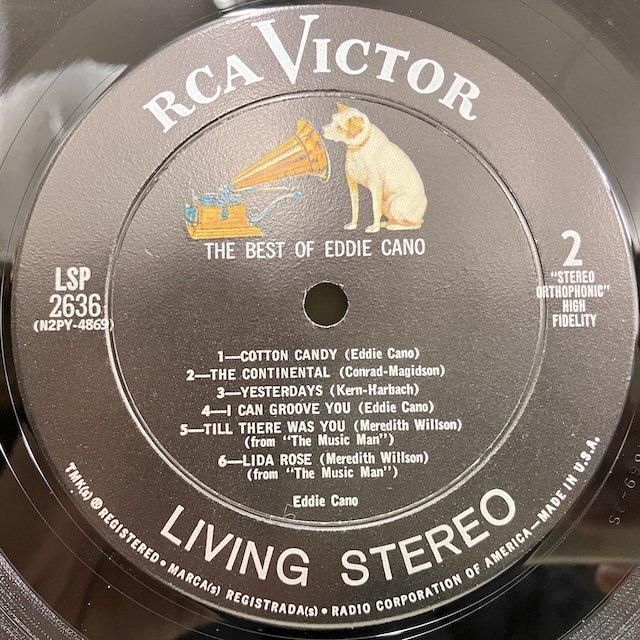 RCA VICTOR
THE BEST OF EDDIE CANO
LSP
2636
(N2PY-4869)
2
"STEREO
ORTHOPHONIC"
HIGH
FIDELITY
1—COTTON CANDY (Eddie Cano)
2—THE CONTINENTAL (Conrad-Magidson)
3—YESTERDAYS (Kern-Harbach)
4—I CAN GROOVE YOU (Eddie Cano)
5—TILL THERE WAS YOU (Meredith Willson)
(from "The Music Man")
6—LIDA ROSE (Meredith Willson)
(from "The Music Man")
Eddie Cano
LIVING STEREO
TMK(s) ® REGISTERED • MARCA(s) REGISTRADA(s) • RADIO CORPORATION OF AMERICA—MADE IN U.S.A.